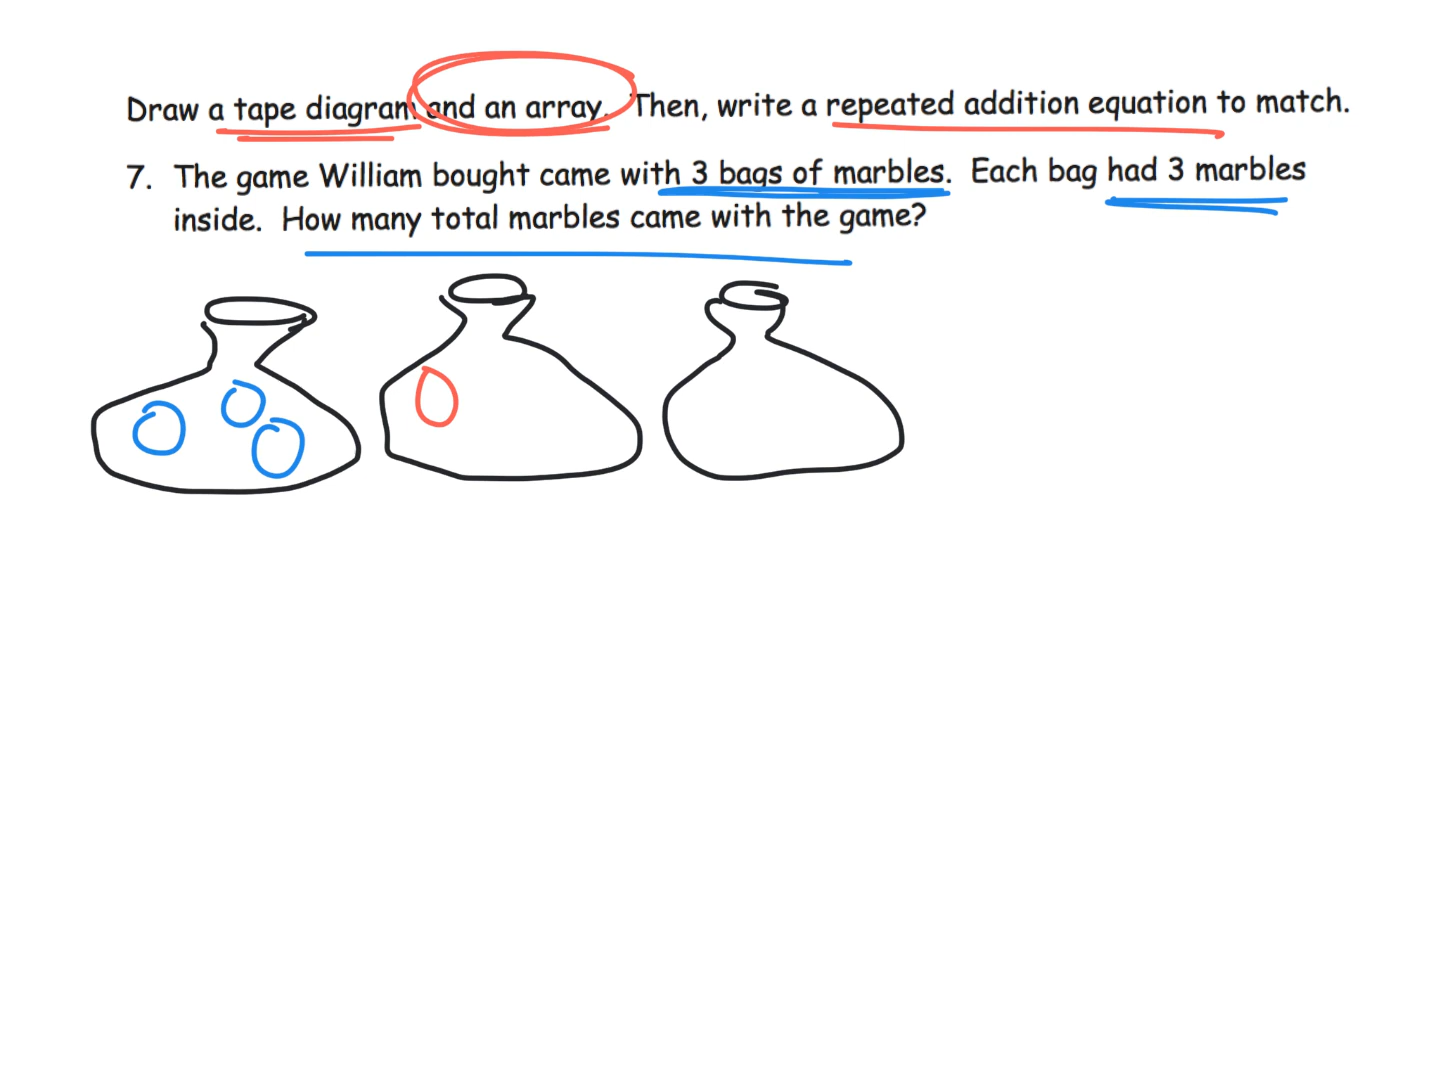 Draw a tape diagram and an array. Then, write a repeated addition equation to match.
7. The game William bought came with 3 bags of marbles. Each bag had 3 marbles
inside. How many total marbles came with the game?